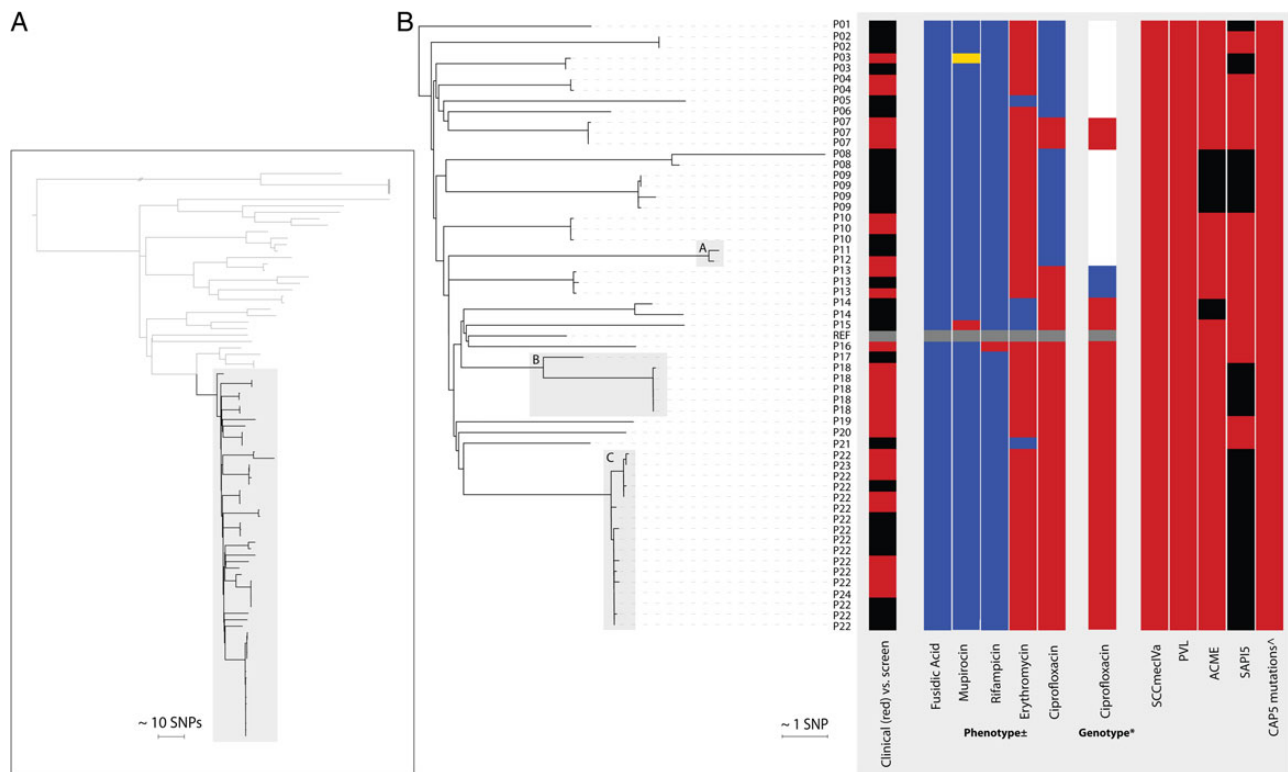 A
B
P01
P02
P02
P03
P03
P04
P04
P05
P06
P07
P07
P07
P08
P08
P09
P09
P09
P09
P10
P10
P10
P11
P12
P13
P13
P13
P14
P14
P15
REF
P16
P17
P18
P18
P18
P18
P18
P19
P20
P21
P22
P23
P22
P22
P22
P22
P22
P22
P22
P22
P22
P22
P24
P22
P22
P22
A
B
C
~ 10 SNPs
~ 1 SNP
Clinical (red) vs. screen
Fusidic Acid
Mupirocin
Rifampicin
Erythromycin
Ciprofloxacin
Ciprofloxacin
SCCmecIVa
PVL
ACME
SAPI5
CAP5 mutations^
Phenotype±
Genotype*